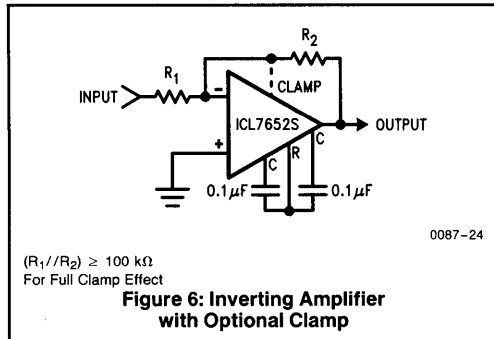 R₂
R₁
INPUT
CLAMP
-
ICL7652S
OUTPUT
+
C
R
C
0.1µF
0.1µF
0087–24
(R₁//R₂) ≥ 100 kΩ
For Full Clamp Effect
Figure 6: Inverting Amplifier
with Optional Clamp